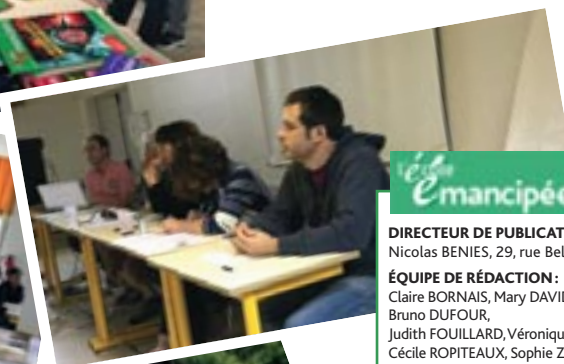 l'école
émancipée
DIRECTEUR DE PUBLICAT
Nicolas BENIES, 29, rue Bel
ÉQUIPE DE RÉDACTION :
Claire BORNAIS, Mary DAVI
Bruno DUFOUR,
Judith FOUILLARD, Véroniqu
Cécile ROPITEAUX, Sophie Z